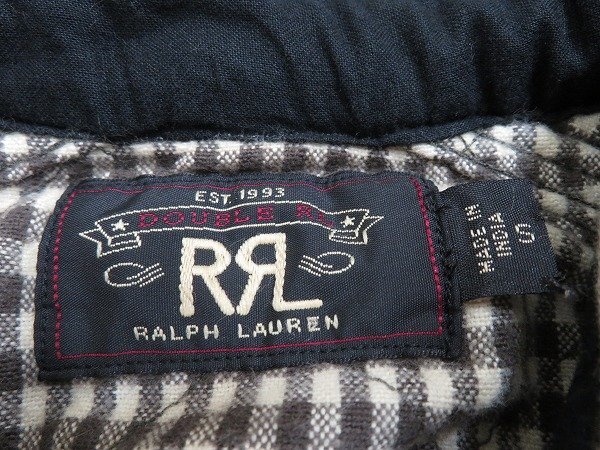 EST. 1993
DOUBLE RL
RRL
RALPH LAUREN
MADE IN
INDIA
S